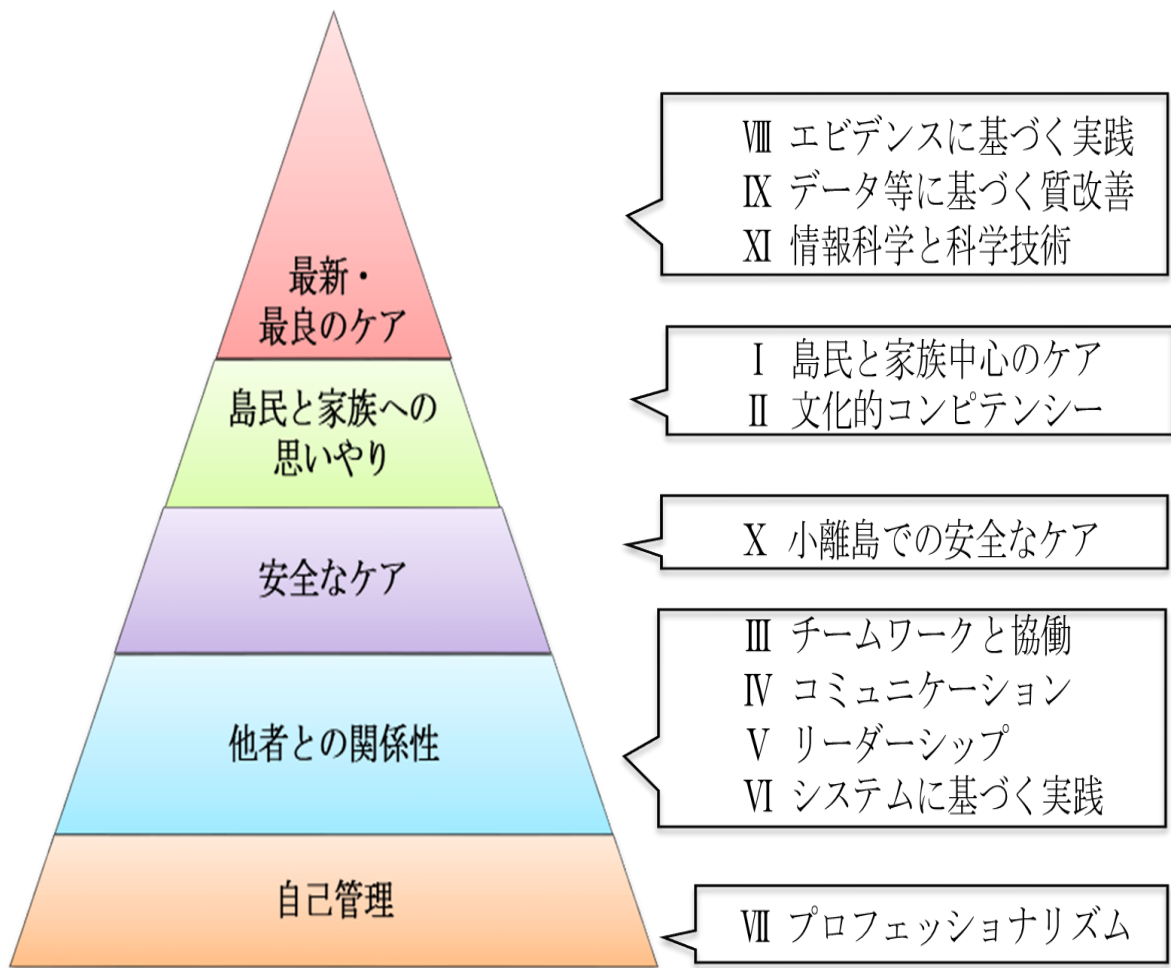 最新・
最良のケア
島民と家族への
思いやり
安全なケア
他者との関係性
自己管理
Ⅷ エビデンスに基づく実践
Ⅸ データ等に基づく質改善
Ⅺ 情報科学と科学技術
Ⅰ 島民と家族中心のケア
Ⅱ 文化的コンピテンシー
Ⅹ 小離島での安全なケア
Ⅲ チームワークと協働
Ⅳ コミュニケーション
Ⅴ リーダーシップ
Ⅵ システムに基づく実践
Ⅶ プロフェッショナリズム